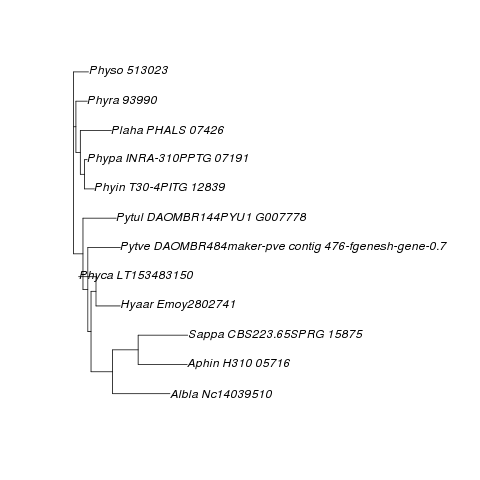 Physo 513023
Phyra 93990
Plaha PHALS 07426
Phypa INRA-310PPTG 07191
Phyin T30-4PITG 12839
Pytul DAOMBR144PYU1 G007778
Pytve DAOMBR484maker-pve contig 476-fgenesh-gene-0.7
Phyca LT153483150
Hyaar Emoy2802741
Sappa CBS223.65SPRG 15875
Aphin H310 05716
Albla Nc14039510